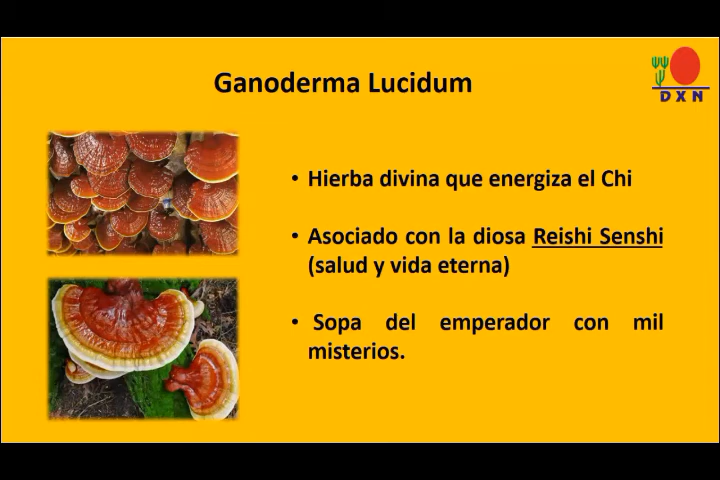 Ganoderma Lucidum
DXN
• Hierba divina que energiza el Chi
• Asociado con la diosa Reishi Senshi
(salud y vida eterna)
• Sopa del emperador con mil
misterios.